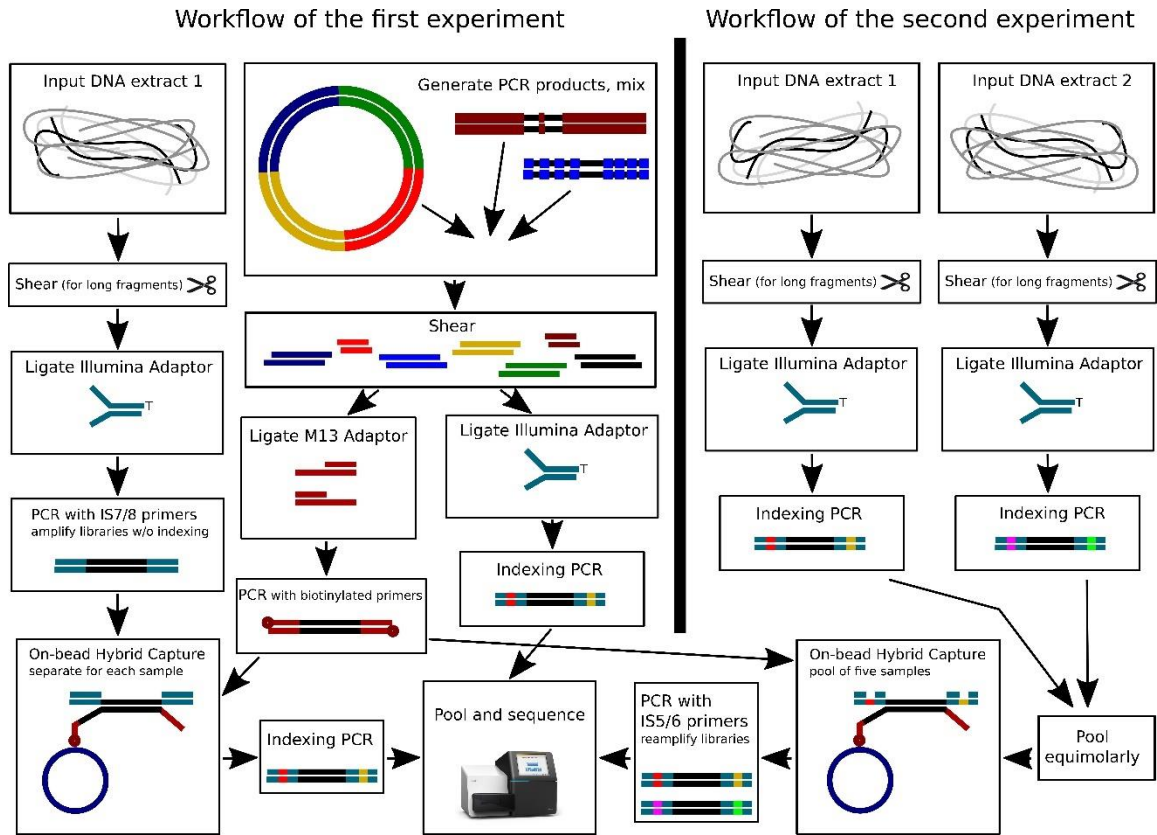 Workflow of the first experiment
Workflow of the second experiment
Input DNA extract 1
Shear (for long fragments)
Ligate Illumina Adaptor
T
PCR with IS7/8 primers
amplify libraries w/o indexing
On-bead Hybrid Capture
separate for each sample
Generate PCR products, mix
Shear
Ligate M13 Adaptor
PCR with biotinylated primers
Ligate Illumina Adaptor
T
Indexing PCR
Indexing PCR
Pool and sequence
Input DNA extract 1
Shear (for long fragments)
Ligate Illumina Adaptor
T
Indexing PCR
Input DNA extract 2
Shear (for long fragments)
Ligate Illumina Adaptor
T
Indexing PCR
Pool
equimolarly
On-bead Hybrid Capture
pool of five samples
PCR with
IS5/6 primers
reamplify libraries